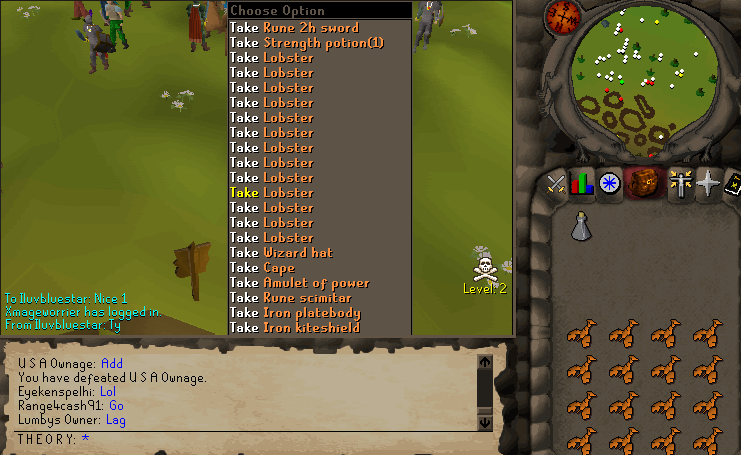 Choose Option
Take Rune 2h sword
Take Strength potion(1)
Take Lobster
Take Lobster
Take Lobster
Take Lobster
Take Lobster
Take Lobster
Take Lobster
Take Lobster
Take Lobster
Take Lobster
Take Lobster
Take Lobster
Take Lobster
Take Wizard hat
Take Cape
Take Amulet of power
Take Rune scimitar
Take Iron platebody
Take Iron kiteshield
Level: 2
To Iluvbluestar: Nice 1
Xmageworrier has logged in.
From Iluvbluestar: Ty
U S A Ownage: Add
You have defeated U S A Ownage.
Eyekenspelhi: Lol
Range4cash91: Go
Lumbys Owner: Lag
THEORY: *